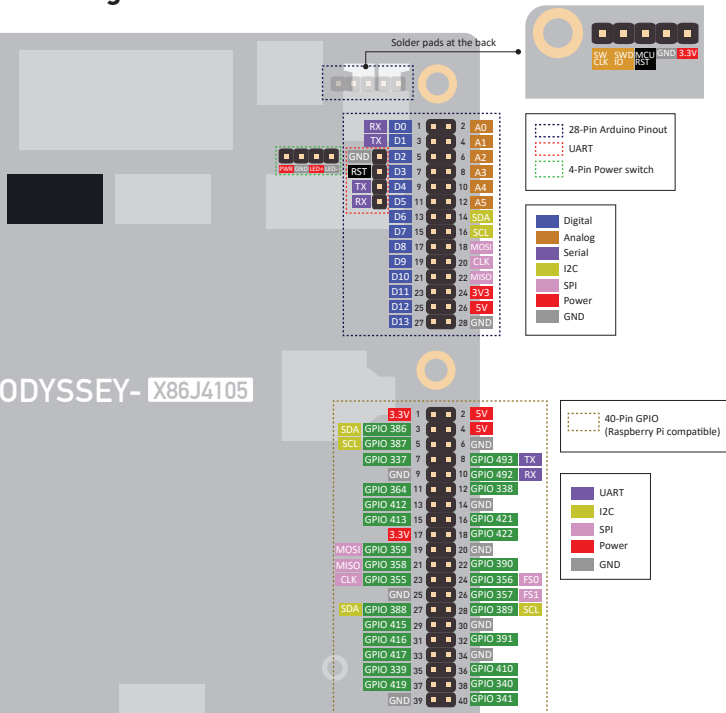 Solder pads at the back
SW CLK SWD IO MCU RST GND 3.3V
28-Pin Arduino Pinout
UART
4-Pin Power switch
PWR GND LED+ LED-
RX D0 1 2 A0
TX D1 3 4 A1
GND D2 5 6 A2
RST D3 7 8 A3
TX D4 9 10 A4
RX D5 11 12 A5
D6 13 14 SDA
D7 15 16 SCL
D8 17 18 MOSI
D9 19 20 CLK
D10 21 22 MISO
D11 23 24 3V3
D12 25 26 5V
D13 27 28 GND
Digital
Analog
Serial
I2C
SPI
Power
GND
ODYSSEY- X86J4105
3.3V 1 2 5V
SDA GPIO 386 3 4 5V
SCL GPIO 387 5 6 GND
GPIO 337 7 8 GPIO 493 TX
GND 9 10 GPIO 492 RX
GPIO 364 11 12 GPIO 338
GPIO 412 13 14 GND
GPIO 413 15 16 GPIO 421
3.3V 17 18 GPIO 422
MOSI GPIO 359 19 20 GND
MISO GPIO 358 21 22 GPIO 390
CLK GPIO 355 23 24 GPIO 356 FS0
GND 25 26 GPIO 357 FS1
SDA GPIO 388 27 28 GPIO 389 SCL
GPIO 415 29 30 GND
GPIO 416 31 32 GPIO 391
GPIO 417 33 34 GND
GPIO 339 35 36 GPIO 410
GPIO 419 37 38 GPIO 340
GND 39 40 GPIO 341
40-Pin GPIO
(Raspberry Pi compatible)
UART
I2C
SPI
Power
GND